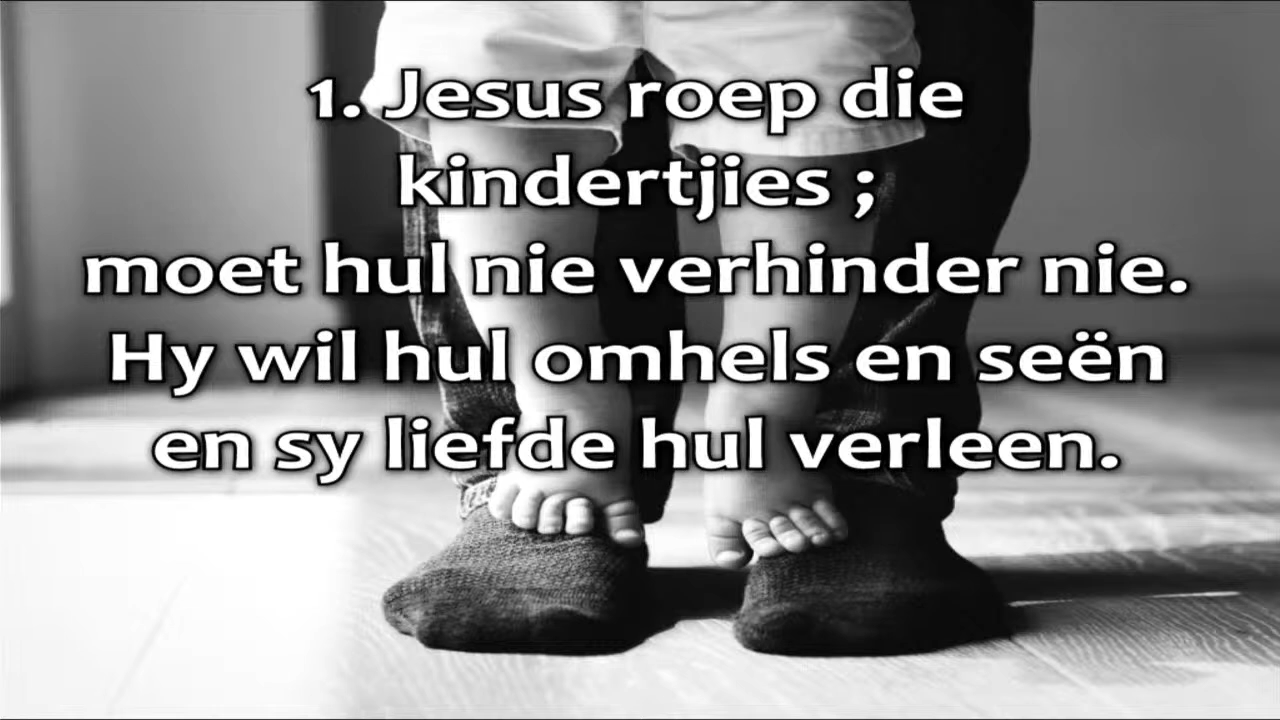 1. Jesus roep die
kindertjies ;
moet hul nie verhinder nie.
Hy wil hul omhels en seën
en sy liefde hul verleen.